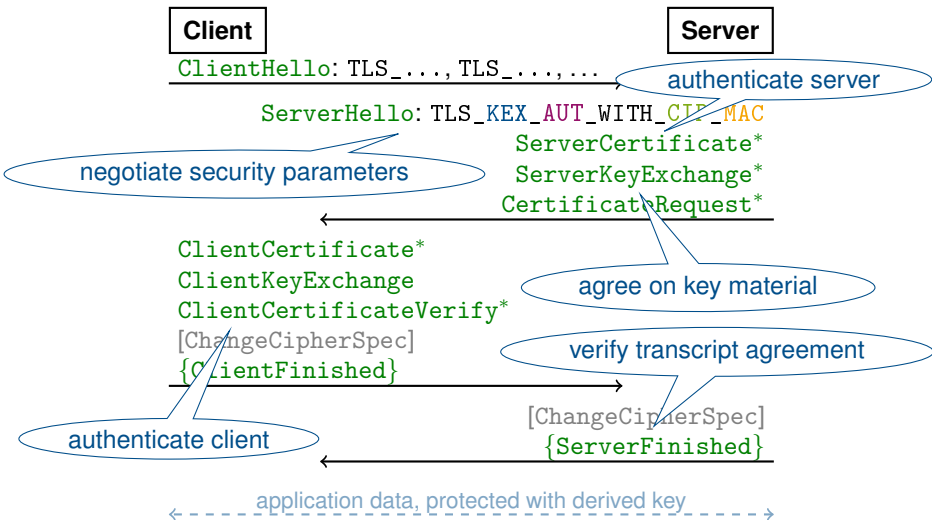 Client Server
ClientHello: TLS_..., TLS_..., ...
authenticate server
ServerHello: TLS_KEX_AUT_WITH_CIP_MAC
ServerCertificate*
negotiate security parameters
ServerKeyExchange*
CertificateRequest*
ClientCertificate*
ClientKeyExchange
agree on key material
ClientCertificateVerify*
[ChangeCipherSpec]
verify transcript agreement
{ClientFinished}
[ChangeCipherSpec]
authenticate client
{ServerFinished}
application data, protected with derived key